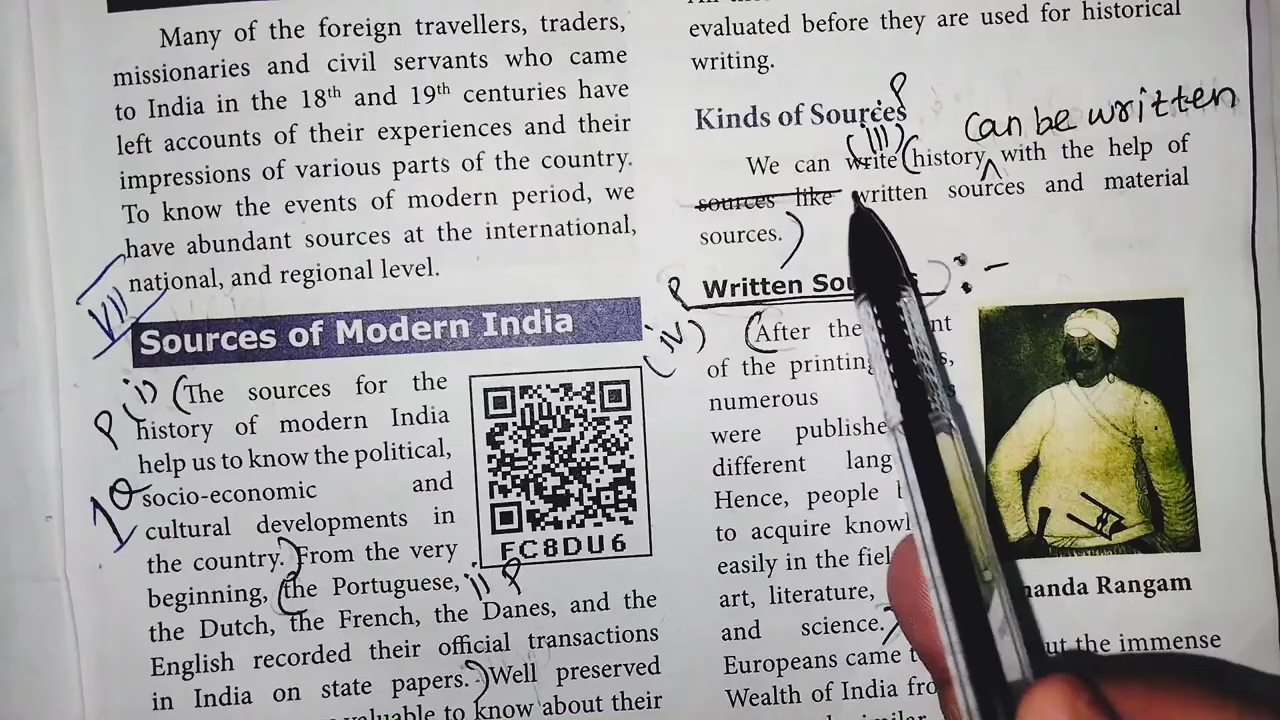 Many of the foreign travellers, traders,
missionaries and civil servants who came
to India in the 18th and 19th centuries have
left accounts of their experiences and their
impressions of various parts of the country.
To know the events of modern period, we
have abundant sources at the international,
national, and regional level.
VII
Sources of Modern India
(i) (The sources for the
history of modern India
help us to know the political,
socio-economic and
cultural developments in
the country.) From the very
beginning, (the Portuguese, ii
the Dutch, the French, the Danes, and the
English recorded their official transactions
in India on state papers.) Well preserved
to know about their
FC8DU6
evaluated before they are used for historical
writing.
Kinds of Sources
can be written
(iii)
We can write (history with the help of
sources like written sources and material
sources.)
Written
(iv) (After the
of the printing
numerous
were
different
Hence, people
to acquire
easily in the
art, literature,
and science.)
Europeans came
Wealth of India
Rangam
the immense